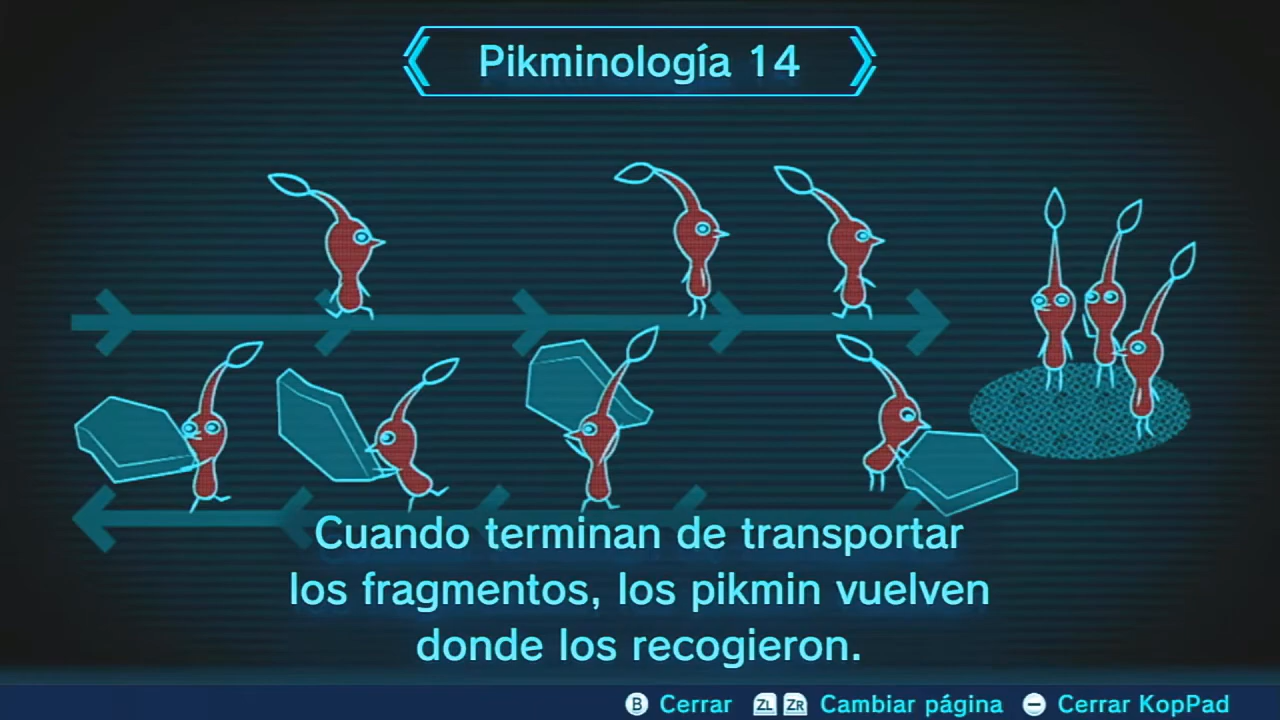 Pikminología 14
Cuando terminan de transportar
los fragmentos, los pikmin vuelven
donde los recogieron.
B Cerrar ZL ZR Cambiar página − Cerrar KopPad